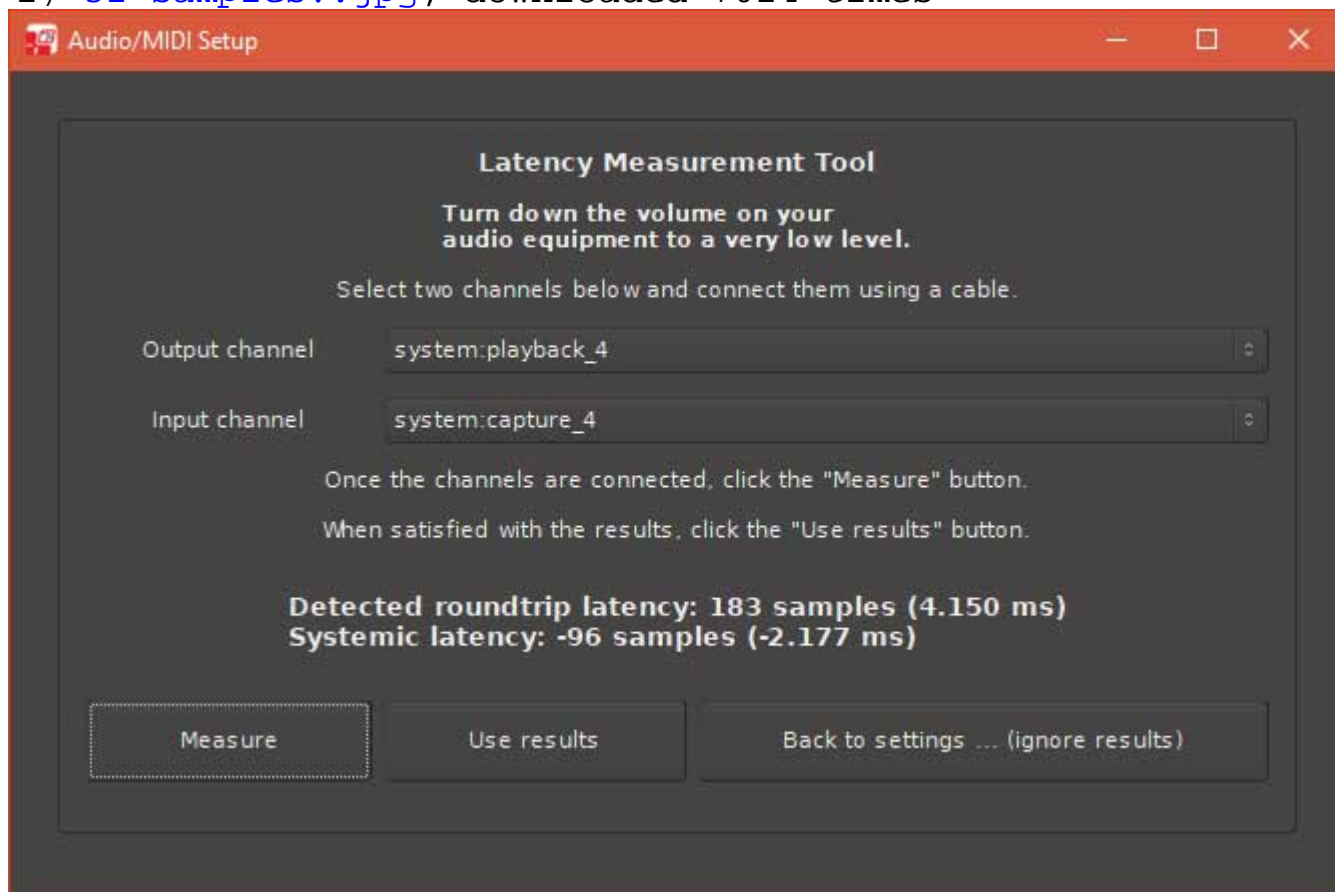 Audio/MIDI Setup
Latency Measurement Tool
Turn down the volume on your
audio equipment to a very low level.
Select two channels below and connect them using a cable.
Output channel system:playback_4
Input channel system:capture_4
Once the channels are connected, click the "Measure" button.
When satisfied with the results, click the "Use results" button.
Detected roundtrip latency: 183 samples (4.150 ms)
Systemic latency: -96 samples (-2.177 ms)
Measure Use results Back to settings ... (ignore results)